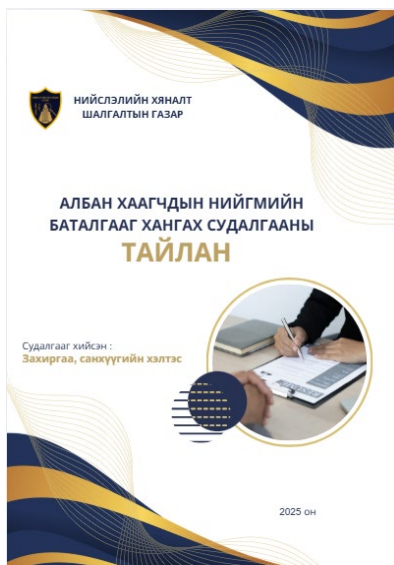 НИЙСЛЭЛИЙН ХЯНАЛТ
ШАЛГАЛТЫН ГАЗАР
АЛБАН ХААГЧДЫН НИЙГМИЙН
БАТАЛГААГ ХАНГАХ СУДАЛГААНЫ
ТАЙЛАН
Судалгааг хийсэн :
Захиргаа, санхүүгийн хэлтэс
2025 он